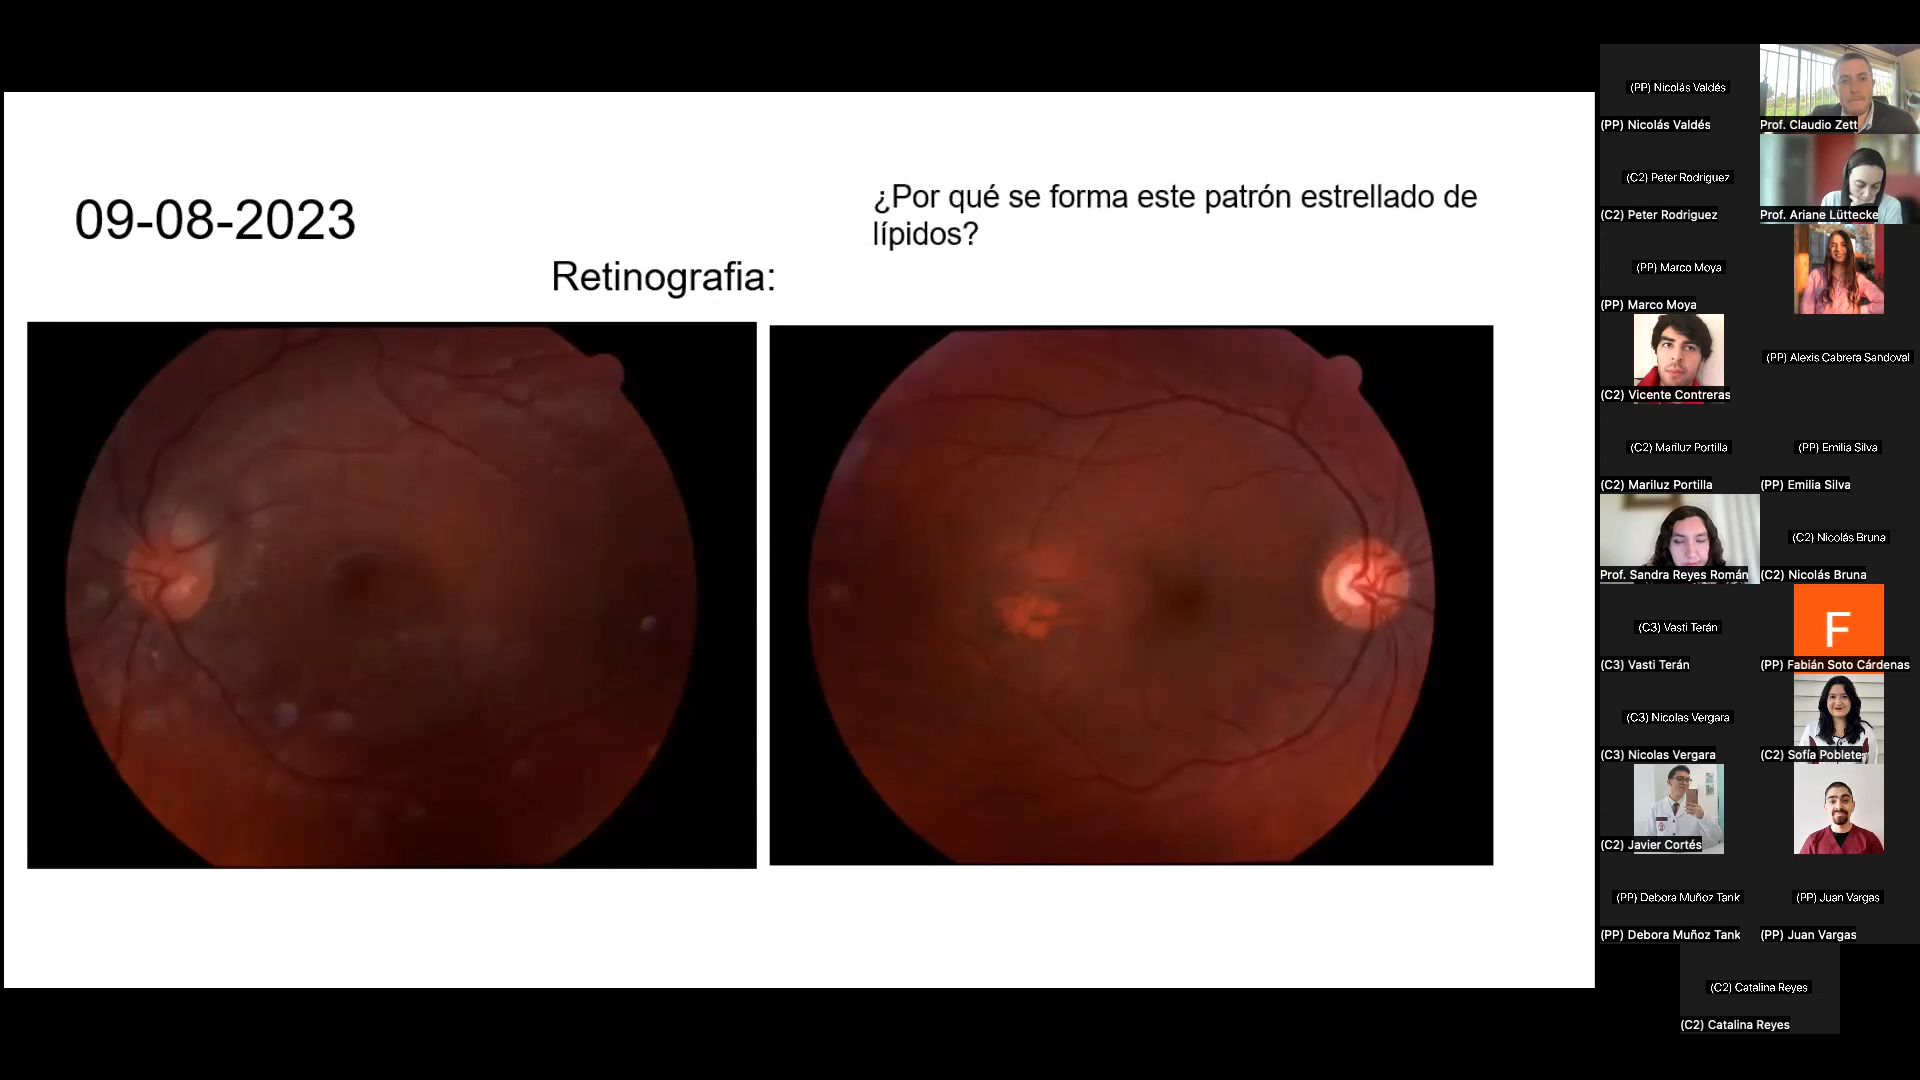 09-08-2023
¿Por qué se forma este patrón estrellado de
lípidos?
Retinografia:
(PP) Nicolás Valdés
(PP) Nicolás Valdés
Prof. Claudio Zett
(C2) Peter Rodriguez
(C2) Peter Rodriguez
Prof. Ariane Lüttecke
(PP) Marco Moya
(PP) Marco Moya
(C2) Vicente Contreras
(PP) Alexis Cabrera Sandoval
(C2) Mariluz Portilla
(C2) Mariluz Portilla
(PP) Emilia Silva
(PP) Emilia Silva
Prof. Sandra Reyes Román
(C2) Nicolás Bruna
(C2) Nicolás Bruna
(C3) Vasti Terán
(C3) Vasti Terán
F
(PP) Fabián Soto Cárdenas
(C3) Nicolas Vergara
(C3) Nicolas Vergara
(C2) Sofía Poblete
(C2) Javier Cortés
(PP) Debora Muñoz Tank
(PP) Debora Muñoz Tank
(PP) Juan Vargas
(PP) Juan Vargas
(C2) Catalina Reyes
(C2) Catalina Reyes